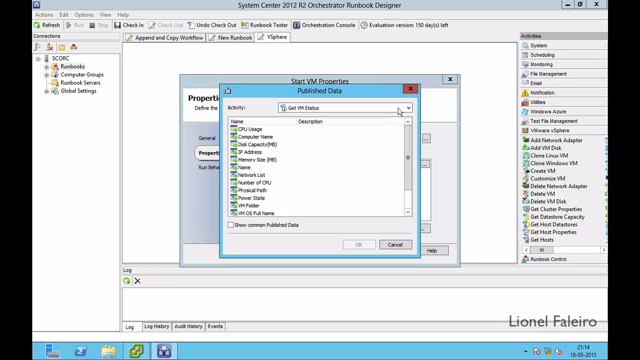 System Center 2012 R2 Orchestrator Runbook Designer
Actions Edit Options Help
Refresh Run Stop Check In Check Out Undo Check Out Runbook Tester Orchestration Console Evaluation version: 150 day(s) left
Connections
Append and Copy Workflow New Runbook VSphere
Activities
SCORC
Runbooks
Computer Groups
Runbook Servers
Global Settings
Start VM Properties
General
Run Behav
Help
Published Data
Activity: Get VM Status
Name Description
CPU Usage
Computer Name
Disk Capacity(MB)
IP Address
Memory Size (MB)
Name
Network List
Number of CPU
Physical Path
Power State
VM Folder
VM OS Full Name
Show common Published Data
OK Cancel
System
Scheduling
Monitoring
File Management
Email
Notification
Utilities
Windows Azure
Text File Management
VMware vSphere
Add Network Adapter
Add VM Disk
Clone Linux VM
Clone Windows VM
Create VM
Customize VM
Delete Network Adapter
Delete VM Disk
Get Cluster Properties
Get Datastore Capacity
Get Host Properties
Get Hosts
Runbook Control
Log
Log Log History Audit History Events
Lionel Faleiro
21:14
18-05-2015